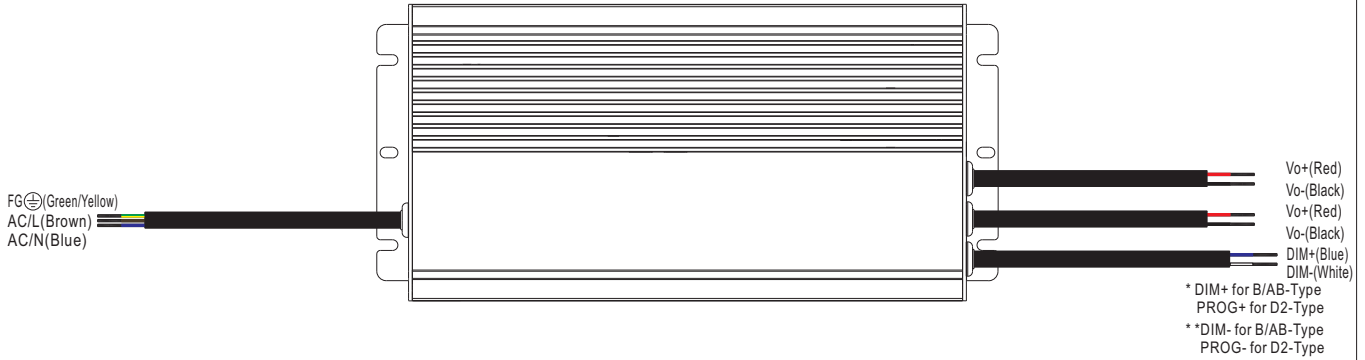 FG⏚(Green/Yellow)
AC/L(Brown)
AC/N(Blue)
Vo+(Red)
Vo-(Black)
Vo+(Red)
Vo-(Black)
DIM+(Blue)
DIM-(White)
* DIM+ for B/AB-Type
PROG+ for D2-Type
* *DIM- for B/AB-Type
PROG- for D2-Type